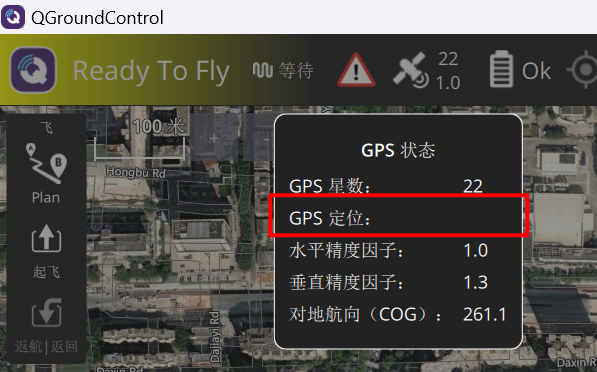 QGroundControl
Ready To Fly
等待
22
1.0
Ok
飞
100 米
Hongbu Rd
Plan
起飞
返航|返回
GPS 状态
GPS 星数： 22
GPS 定位：
水平精度因子： 1.0
垂直精度因子： 1.3
对地航向（COG）： 261.1
Dajiayi Rd
Daxin Rd
Daxin